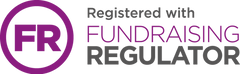 FR
Registered with
FUNDRAISING
REGULATOR